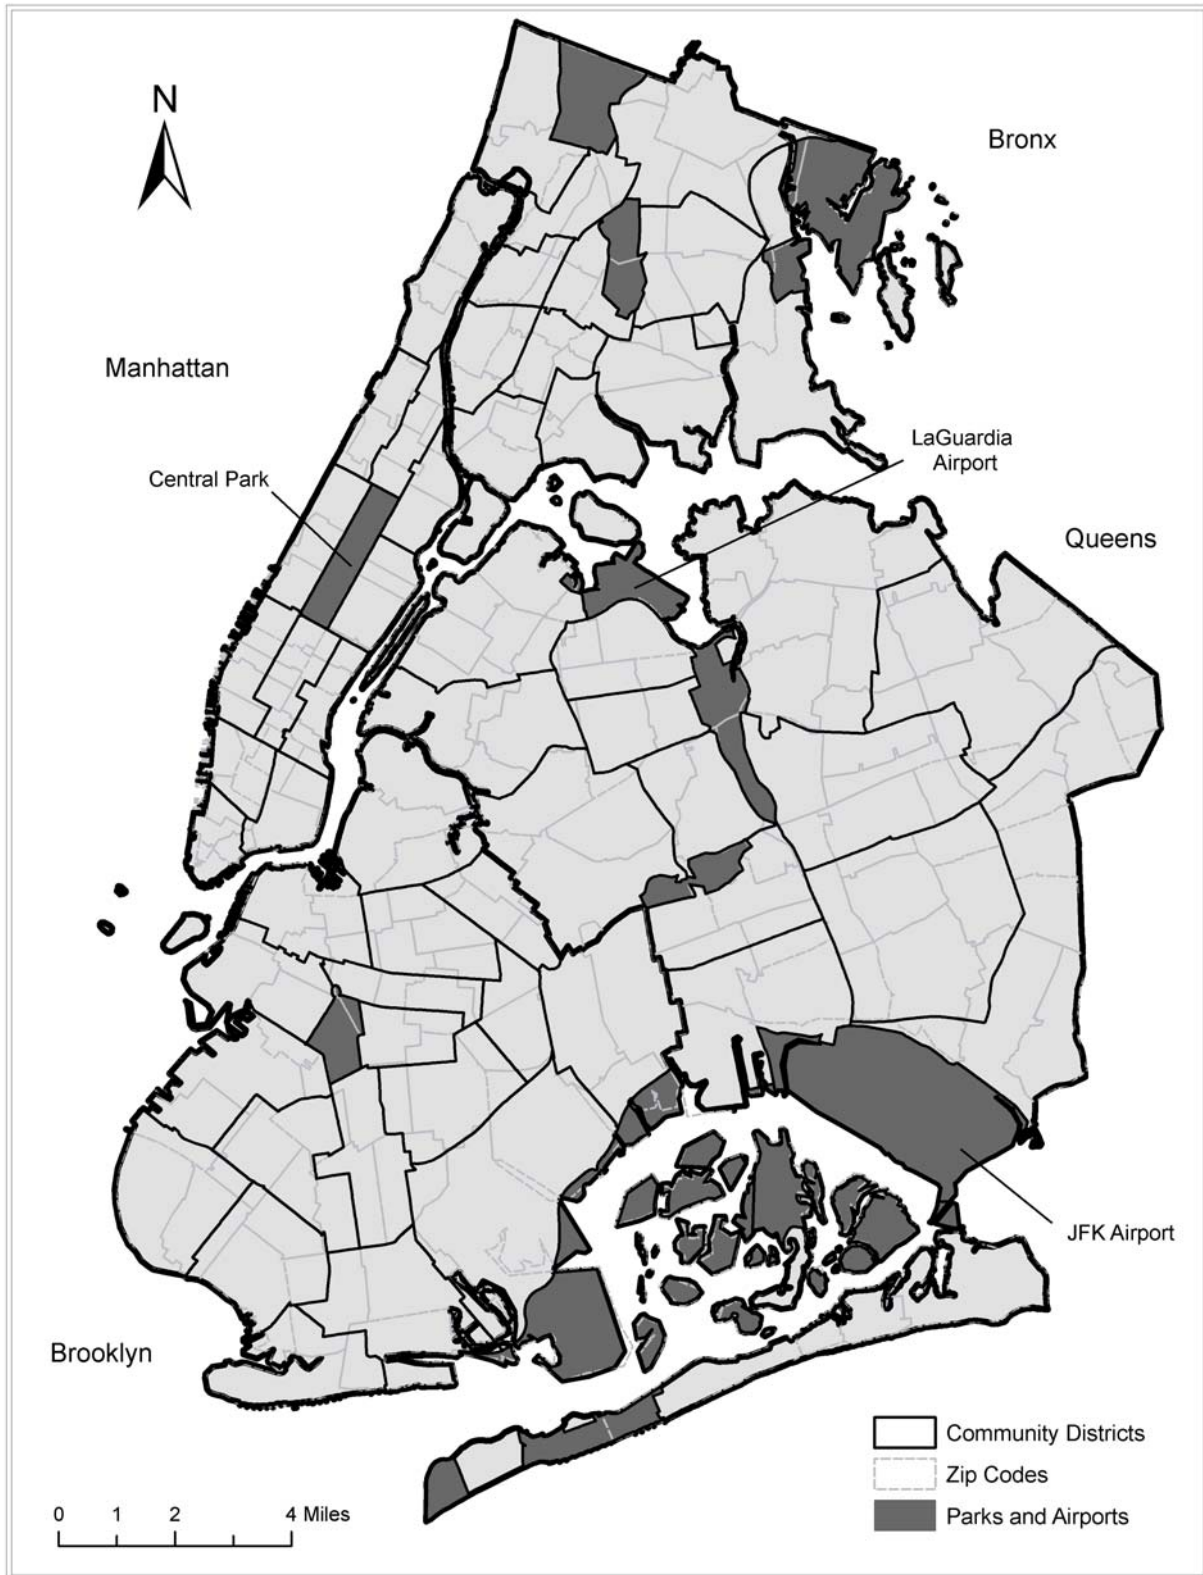 N
Bronx
Manhattan
LaGuardia
Airport
Central Park
Queens
JFK Airport
Brooklyn
Community Districts
Zip Codes
Parks and Airports
0 1 2 4 Miles